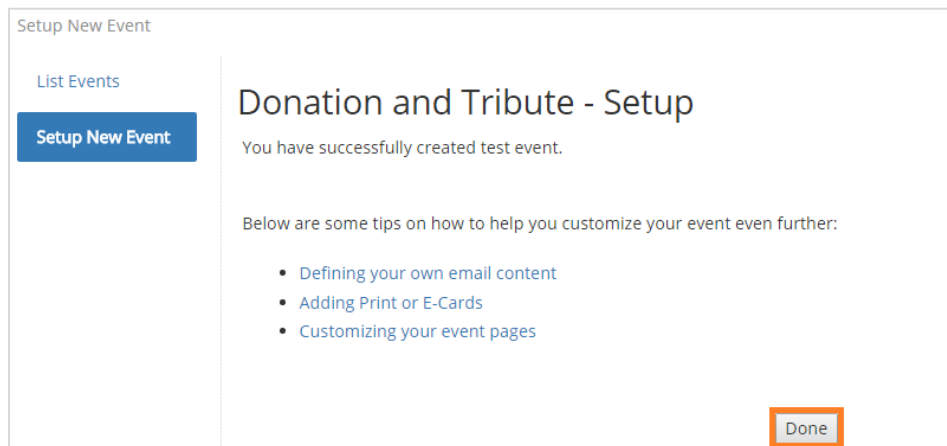 Setup New Event
List Events
Setup New Event
Donation and Tribute - Setup
You have successfully created test event.
Below are some tips on how to help you customize your event even further:
Defining your own email content
Adding Print or E-Cards
Customizing your event pages
Done